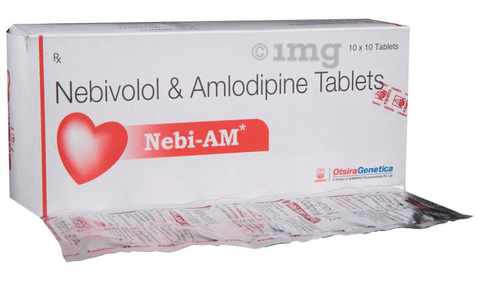 ©1mg
Rx
10 x 10 Tablets
Nebivolol & Amlodipine Tablets
Nebi-AM*
OtsiraGenetica